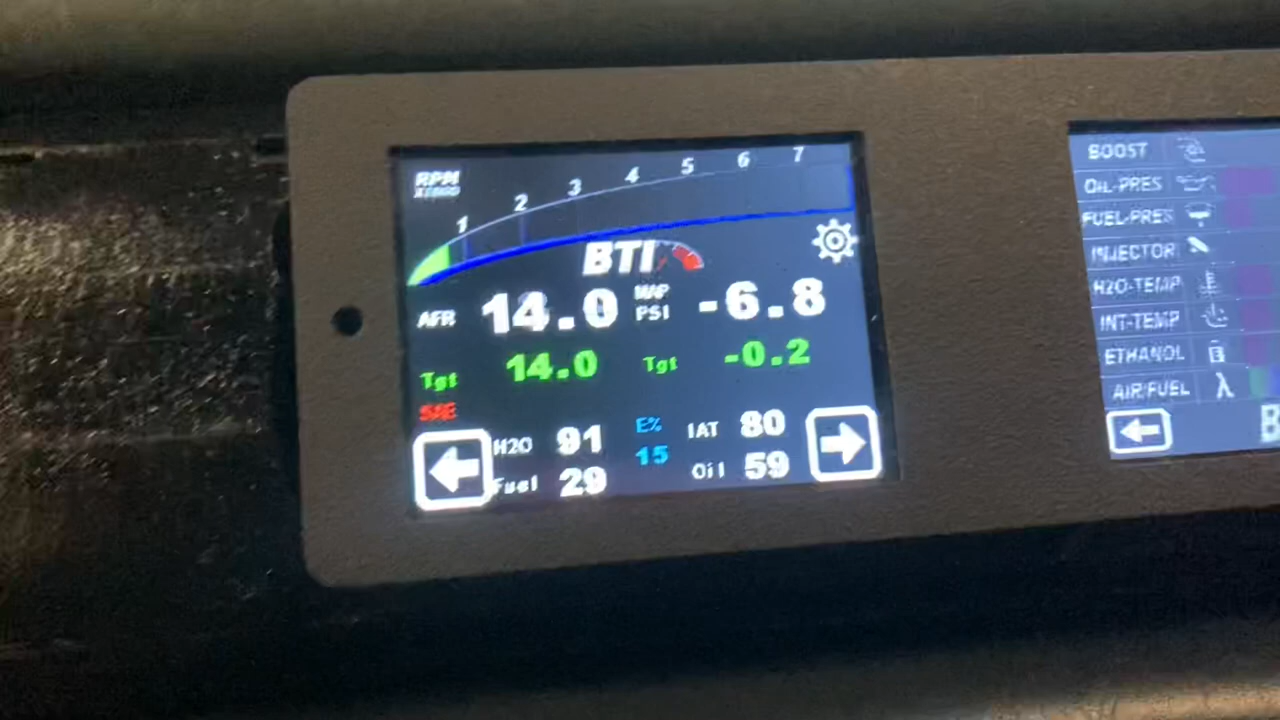 RPM
X1000
1 2 3 4 5 6 7
BTI
AFR 14.0 MAP PSI -6.8
Tgt 14.0 Tgt -0.2
SAE
H2O 91 E% IAT 80
Fuel 29 15 Oil 59
BOOST
OIL-PRES
FUEL-PRES
INJECTOR
H2O-TEMP
INT-TEMP
ETHANOL
AIR/FUEL λ
B